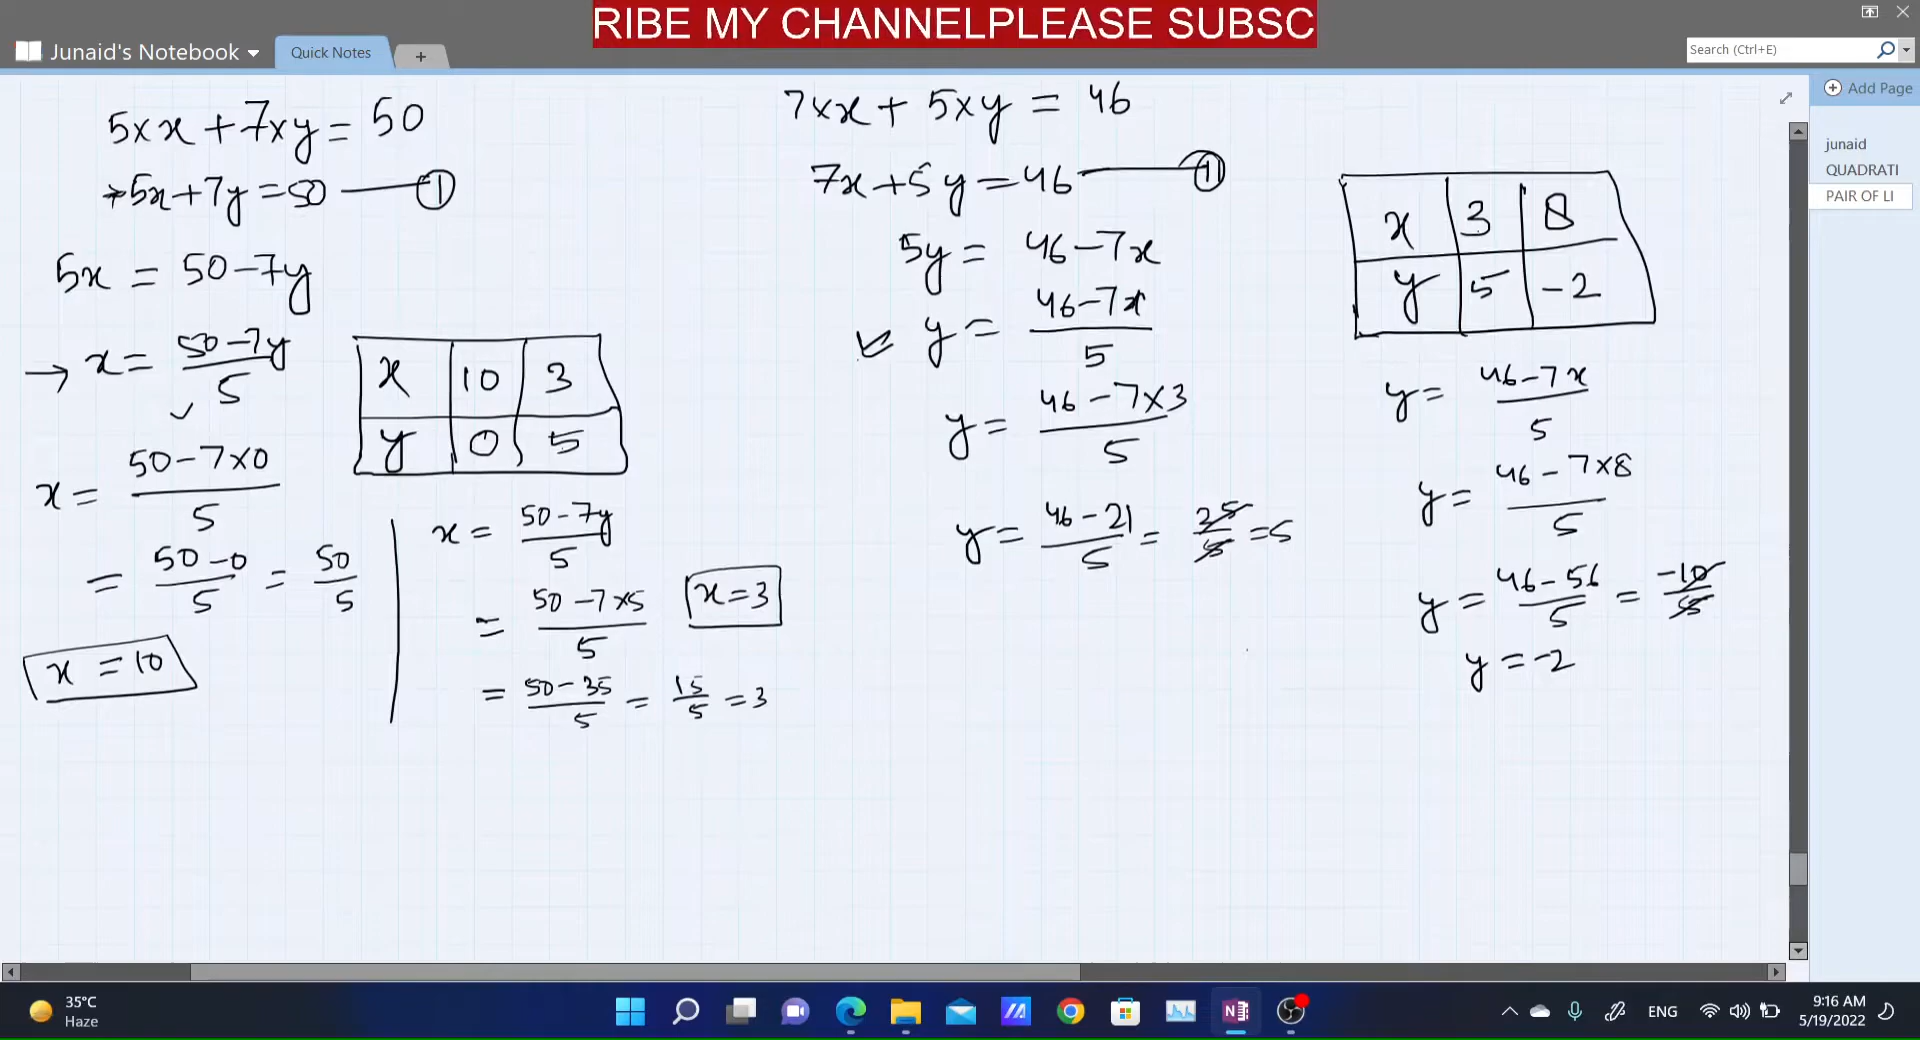 RIBE MY CHANNELPLEASE SUBSC
Junaid's Notebook
Quick Notes
+
Search (Ctrl+E)
Add Page
junaid
QUADRATI
PAIR OF LI
5×x + 7×y = 50
5x + 7y = 50 — ①
5x = 50 - 7y
→ x = (50 - 7y)/5
x = (50 - 7×0)/5
= (50 - 0)/5 = 50/5
x = 10
x | 10 | 3
y | 0 | 5
x = (50 - 7y)/5
= (50 - 7×5)/5
x = 3
= (50 - 35)/5 = 15/5 = 3
7×x + 5×y = 46
7x + 5y = 46 — ①
5y = 46 - 7x
y = (46 - 7x)/5
y = (46 - 7×3)/5
y = (46 - 21)/5 = 25/5 = 5
x | 3 | 8
y | 5 | -2
y = (46 - 7x)/5
y = (46 - 7×8)/5
y = (46 - 56)/5 = -10/5
y = -2
35°C
Haze
ENG
9:16 AM
5/19/2022